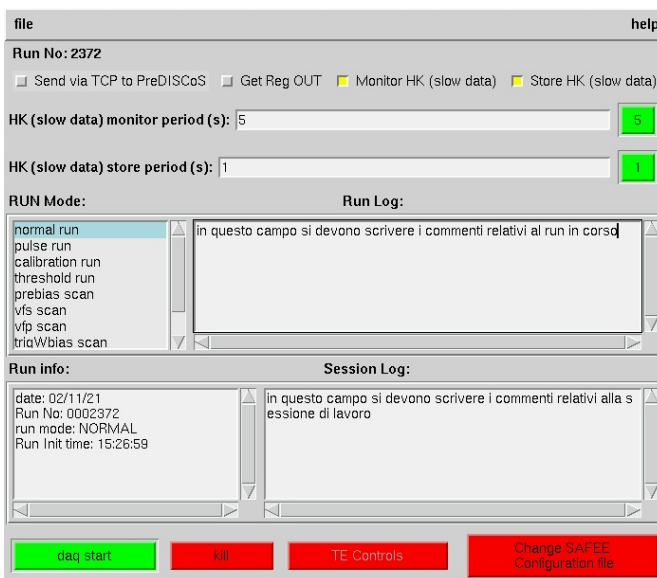 file help
Run No: 2372
Send via TCP to PreDISCoS Get Reg OUT Monitor HK (slow data) Store HK (slow data)
HK (slow data) monitor period (s): 5 5
HK (slow data) store period (s): 1 1
RUN Mode: Run Log:
normal run
pulse run
calibration run
threshold run
prebias scan
vfs scan
vfp scan
trigWbias scan
in questo campo si devono scrivere i commenti relativi al run in corso
Run info: Session Log:
date: 02/11/21
Run No: 0002372
run mode: NORMAL
Run Init time: 15:26:59
in questo campo si devono scrivere i commenti relativi alla s
essione di lavoro
daq start kill TE Controls Change SAFEE
Configuration file